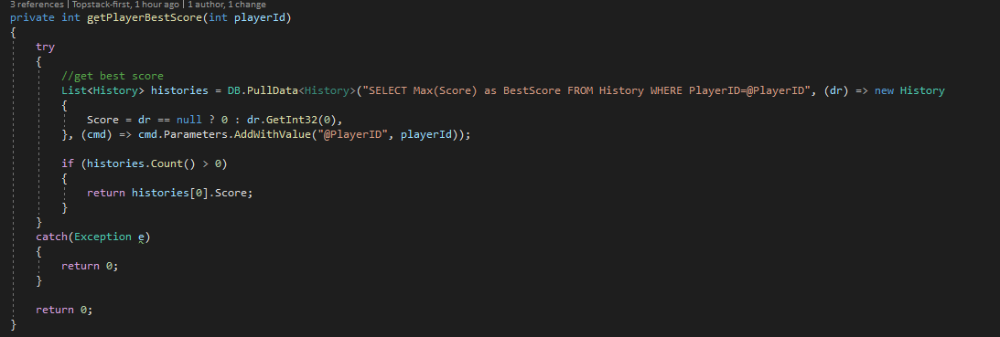 3 references | Topstack-first, 1 hour ago | 1 author, 1 change
private int getPlayerBestScore(int playerId)
{
try
{
//get best score
List<History> histories = DB.PullData<History>("SELECT Max(Score) as BestScore FROM History WHERE PlayerID=@PlayerID", (dr) => new History
{
Score = dr == null ? 0 : dr.GetInt32(0),
}, (cmd) => cmd.Parameters.AddWithValue("@PlayerID", playerId));
if (histories.Count() > 0)
{
return histories[0].Score;
}
}
catch(Exception e)
{
return 0;
}
return 0;
}